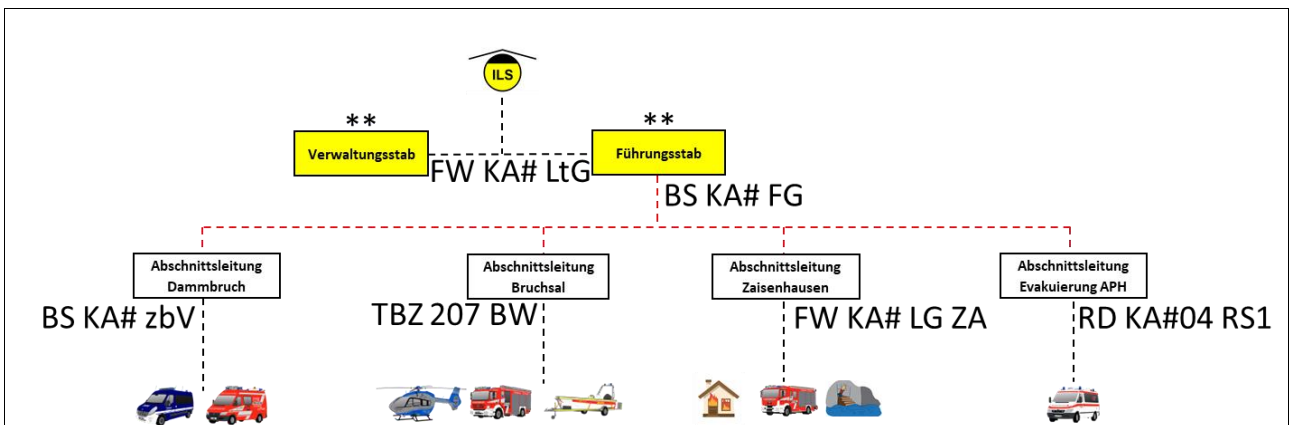 ILS
**
**
Verwaltungsstab
Führungsstab
FW KA# LtG
BS KA# FG
Abschnittsleitung
Dammbruch
Abschnittsleitung
Bruchsal
Abschnittsleitung
Zaisenhausen
Abschnittsleitung
Evakuierung APH
BS KA# zbV
TBZ 207 BW
FW KA# LG ZA
RD KA#04 RS1